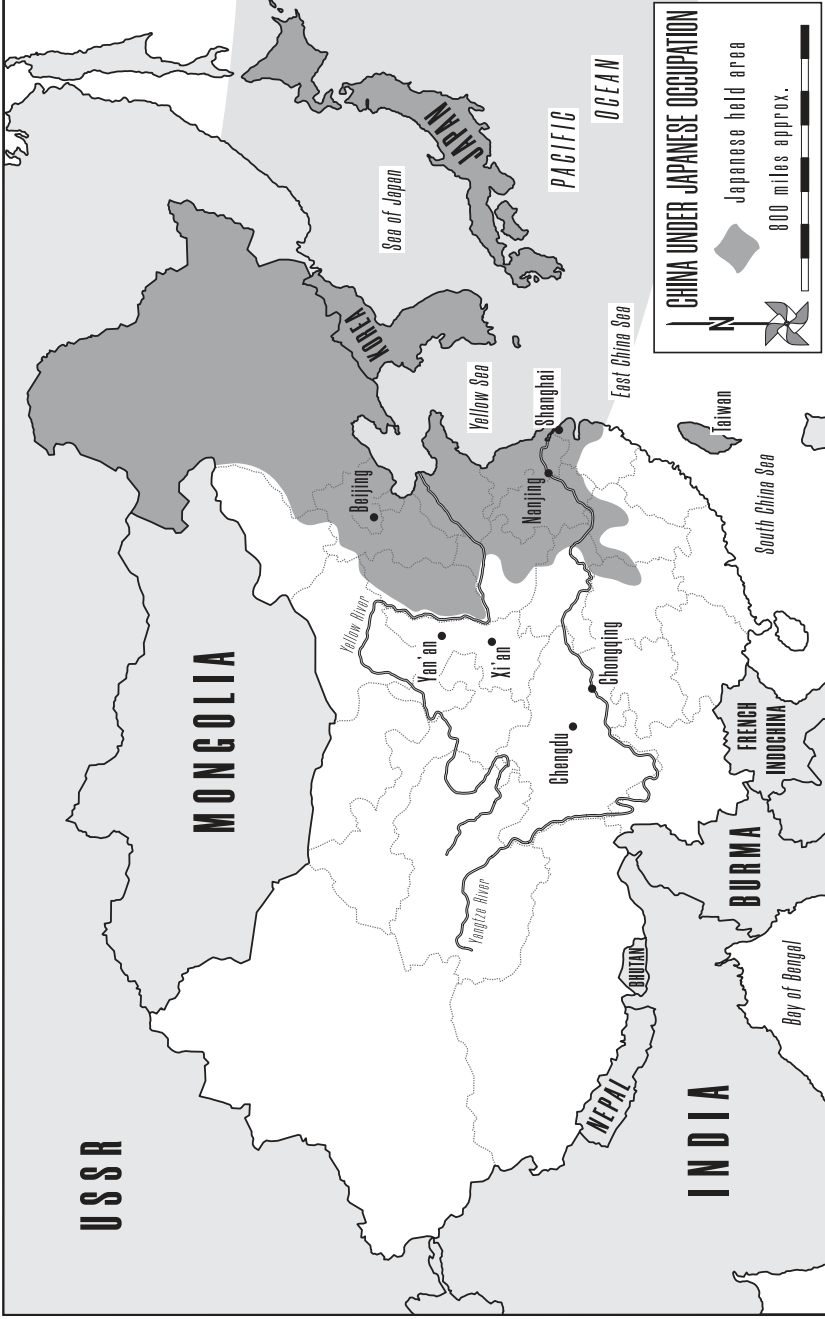 USSR
MONGOLIA
KOREA
JAPAN
Sea of Japan
PACIFIC
OCEAN
Yellow River
Beijing
Yellow Sea
Yan'an
Xi'an
Nanjing
Shanghai
East China Sea
Yangtze River
Chengdu
Chongqing
Taiwan
South China Sea
NEPAL
BHUTAN
INDIA
BURMA
FRENCH
INDOCHINA
Bay of Bengal
CHINA UNDER JAPANESE OCCUPATION
N
Japanese held area
800 miles approx.